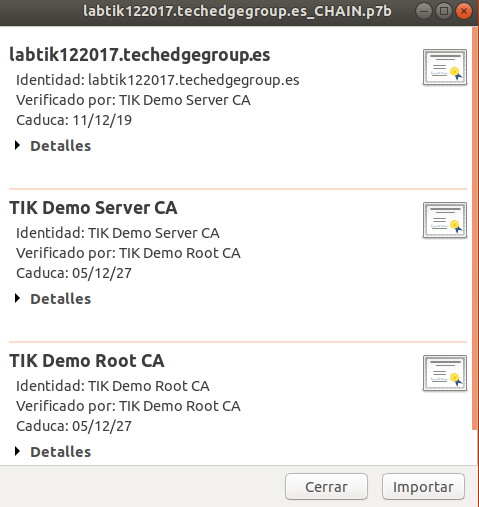 labtik122017.techedgegroup.es_CHAIN.p7b
labtik122017.techedgegroup.es
Identidad: labtik122017.techedgegroup.es
Verificado por: TIK Demo Server CA
Caduca: 11/12/19
Detalles
TIK Demo Server CA
Identidad: TIK Demo Server CA
Verificado por: TIK Demo Root CA
Caduca: 05/12/27
Detalles
TIK Demo Root CA
Identidad: TIK Demo Root CA
Verificado por: TIK Demo Root CA
Caduca: 05/12/27
Detalles
Cerrar Importar